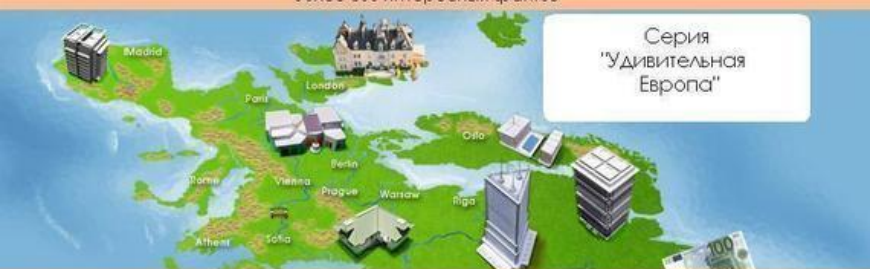 Серия
"Удивительная
Европа"
Madrid
London
Paris
Oslo
Berlin
Rome
Vienna
Prague
Warsaw
Riga
Athens
Sofia
100